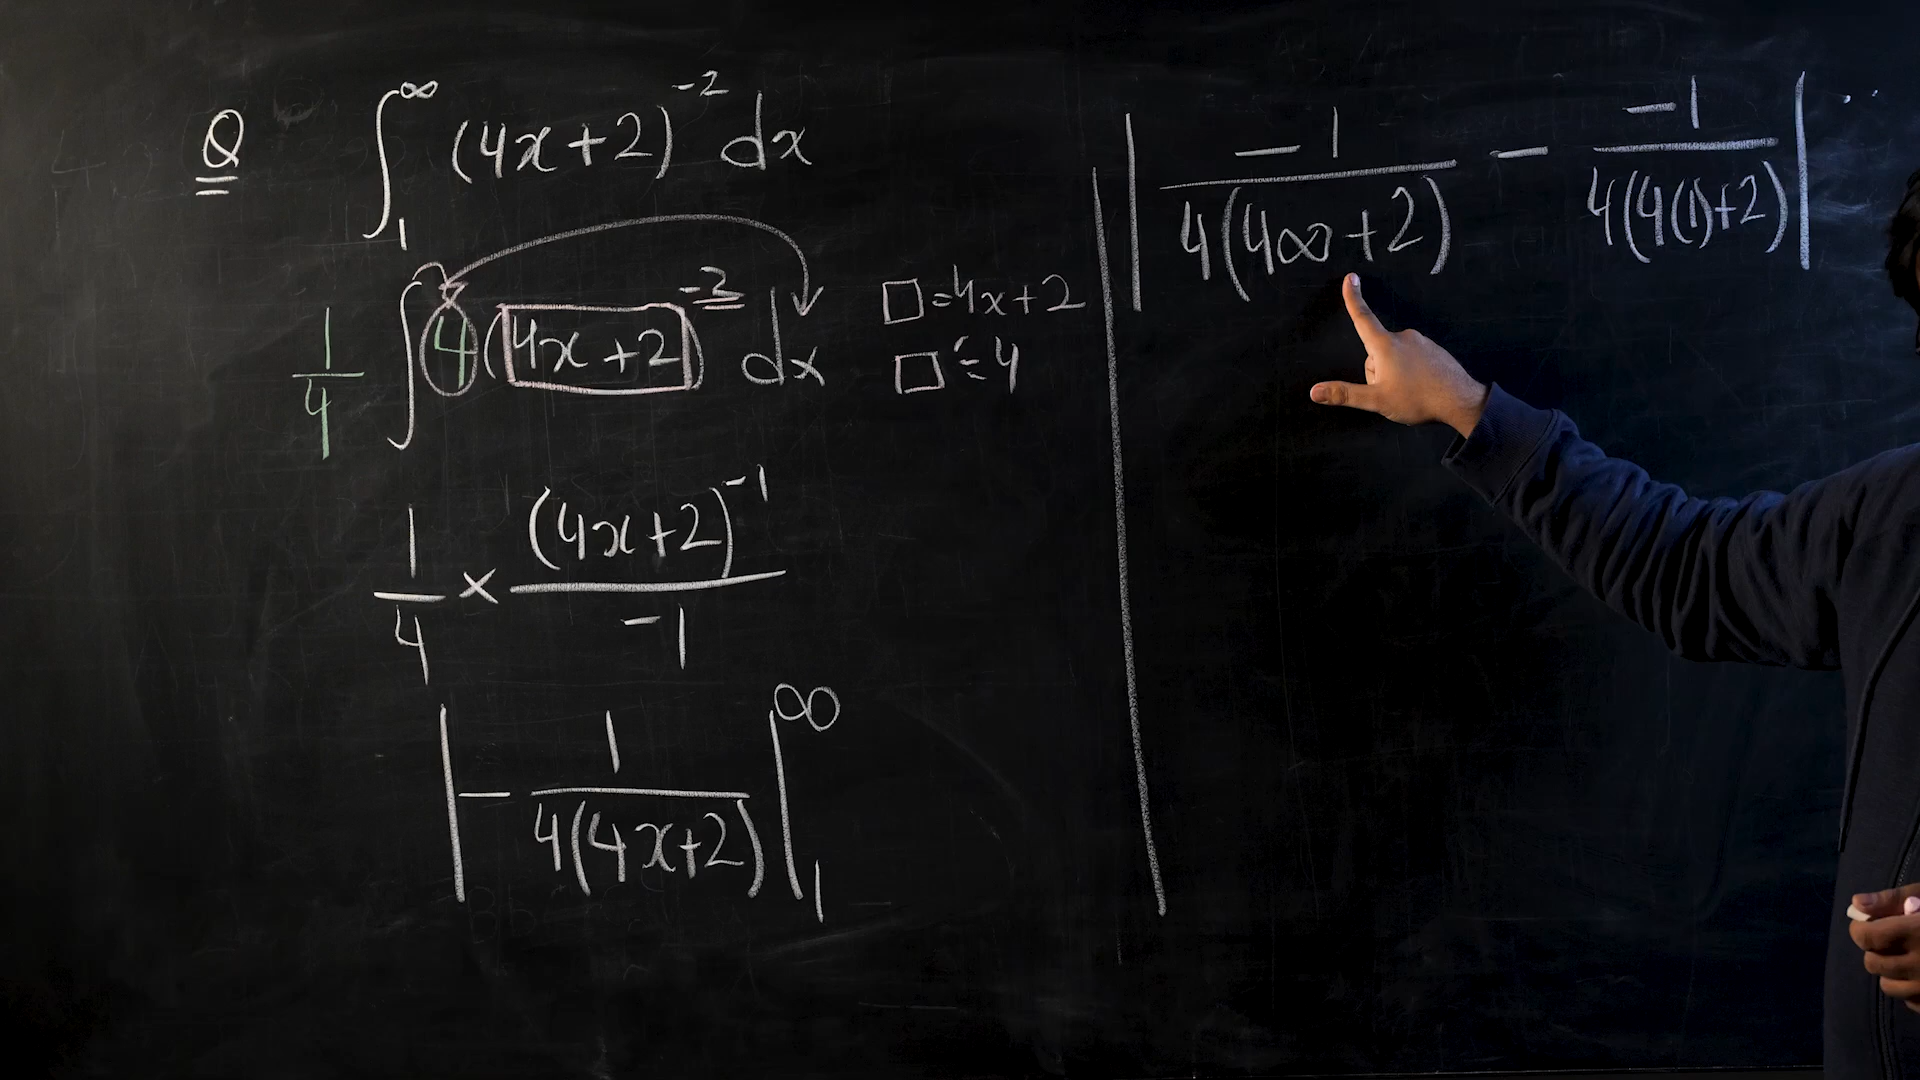 Q ∫₁^∞ (4x+2)⁻² dx
1/4 ∫ 4(4x+2)⁻² dx □=4x+2
□′=4
1/4 × (4x+2)⁻¹/-1
|-1/4(4x+2)|₁^∞
|-1/4(4∞+2) - -1/4(4(1)+2)|